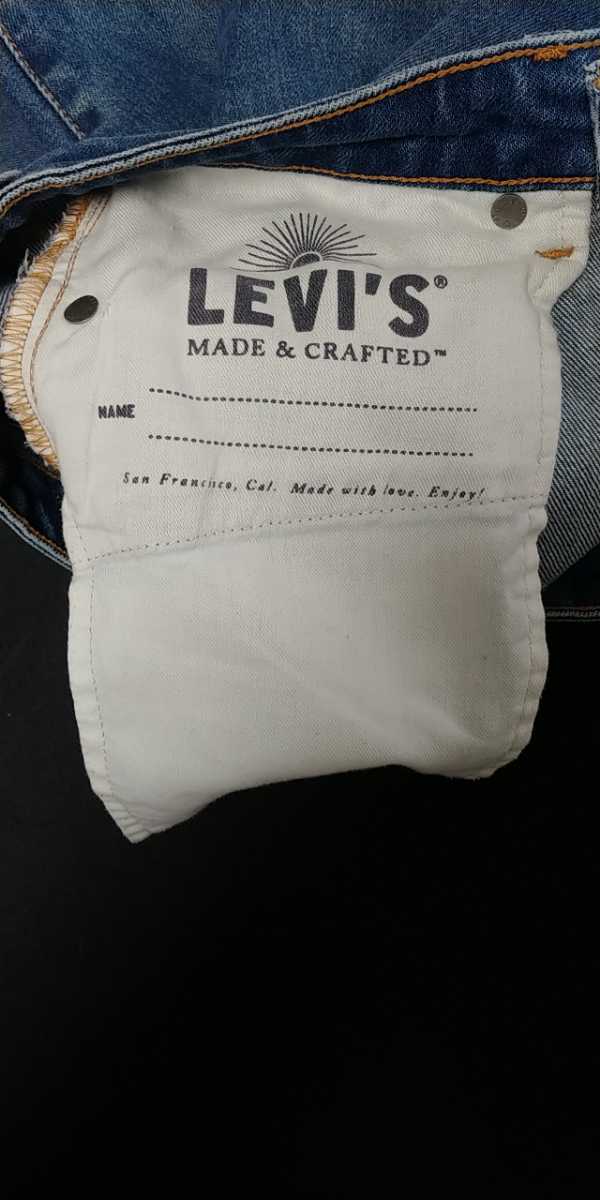 LEVI'S®
MADE & CRAFTED™
NAME
San Francisco, Cal. Made with love. Enjoy!